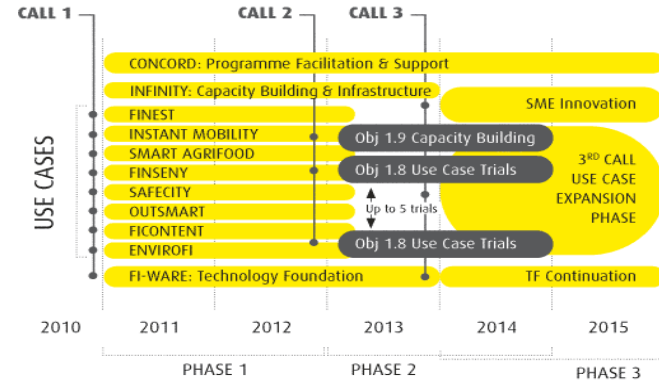 CALL 1
CALL 2
CALL 3
CONCORD: Programme Facilitation & Support
INFINITY: Capacity Building & Infrastructure
SME Innovation
USE CASES
FINEST
INSTANT MOBILITY
SMART AGRIFOOD
FINSENY
SAFECITY
OUTSMART
FICONTENT
ENVIROFI
Obj 1.9 Capacity Building
Obj 1.8 Use Case Trials
Up to 5 trials
Obj 1.8 Use Case Trials
3RD CALL
USE CASE
EXPANSION
PHASE
FI-WARE: Technology Foundation
TF Continuation
2010 2011 2012 2013 2014 2015
PHASE 1 PHASE 2 PHASE 3